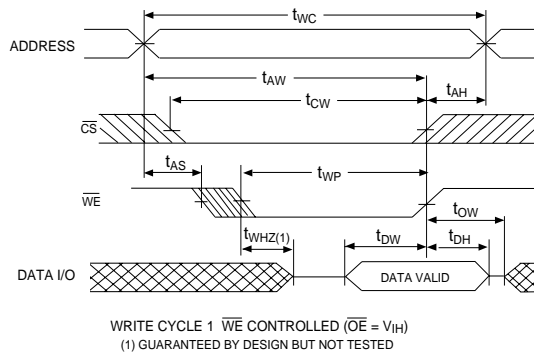 tWC
ADDRESS
tAW
tCW
tAH
CS
tAS
tWP
WE
tOW
tWHZ(1)
tDW
tDH
DATA I/O
DATA VALID
WRITE CYCLE 1 WE CONTROLLED (OE = VIH)
(1) GUARANTEED BY DESIGN BUT NOT TESTED